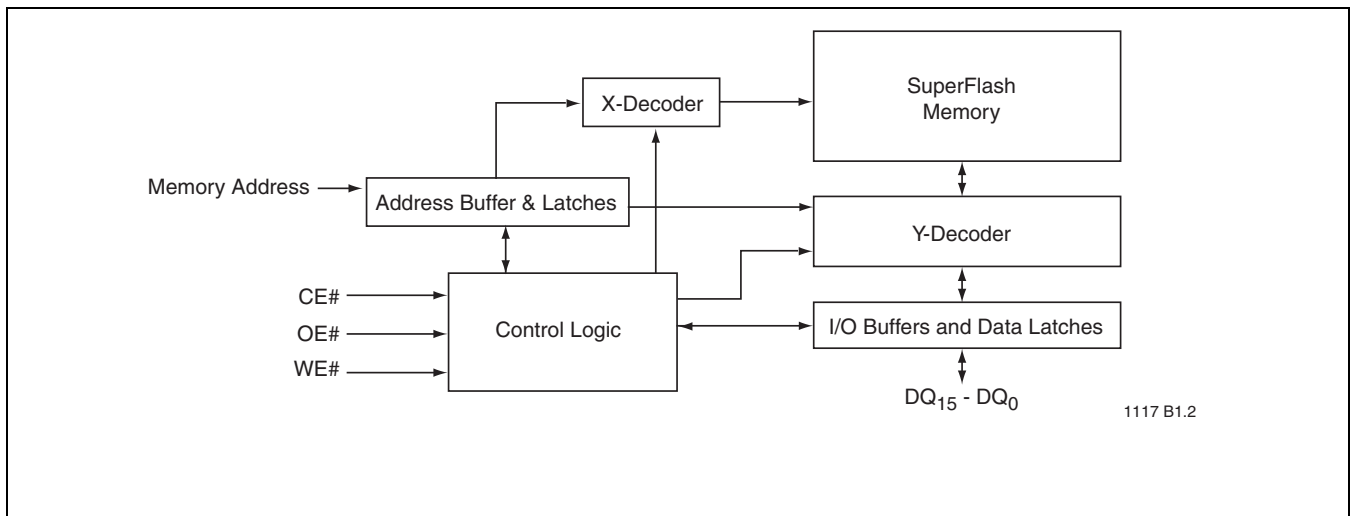 SuperFlash
Memory
X-Decoder
Memory Address
Address Buffer & Latches
Y-Decoder
CE#
OE#
WE#
Control Logic
I/O Buffers and Data Latches
DQ15 - DQ0
1117 B1.2